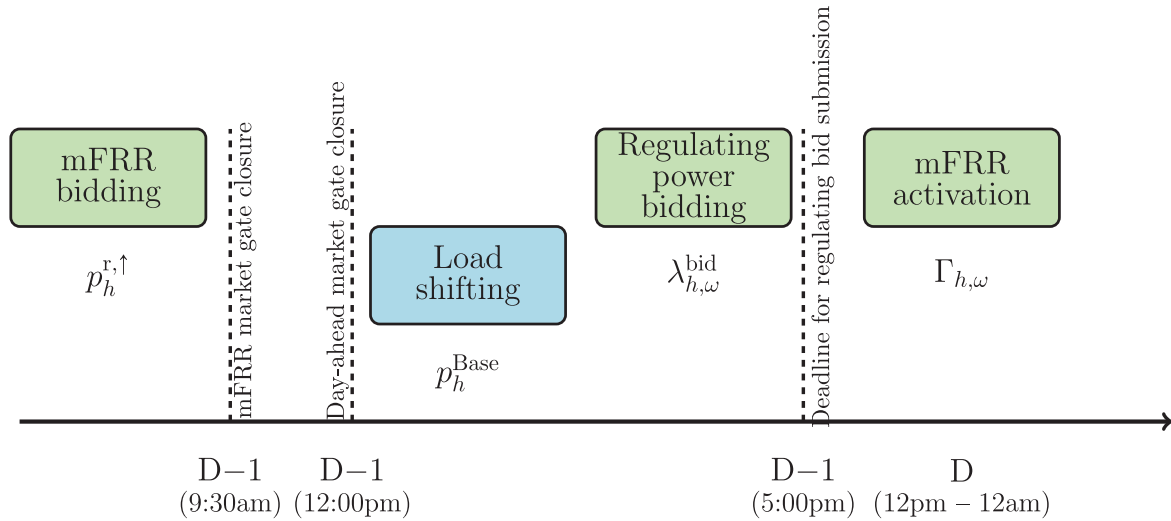 mFRR
bidding
p_h^{r,↑}
mFRR market gate closure
Day-ahead market gate closure
Load
shifting
p_h^{Base}
Regulating
power
bidding
λ_{h,ω}^{bid}
Deadline for regulating bid submission
mFRR
activation
Γ_{h,ω}
D−1
(9:30am)
D−1
(12:00pm)
D−1
(5:00pm)
D
(12pm – 12am)